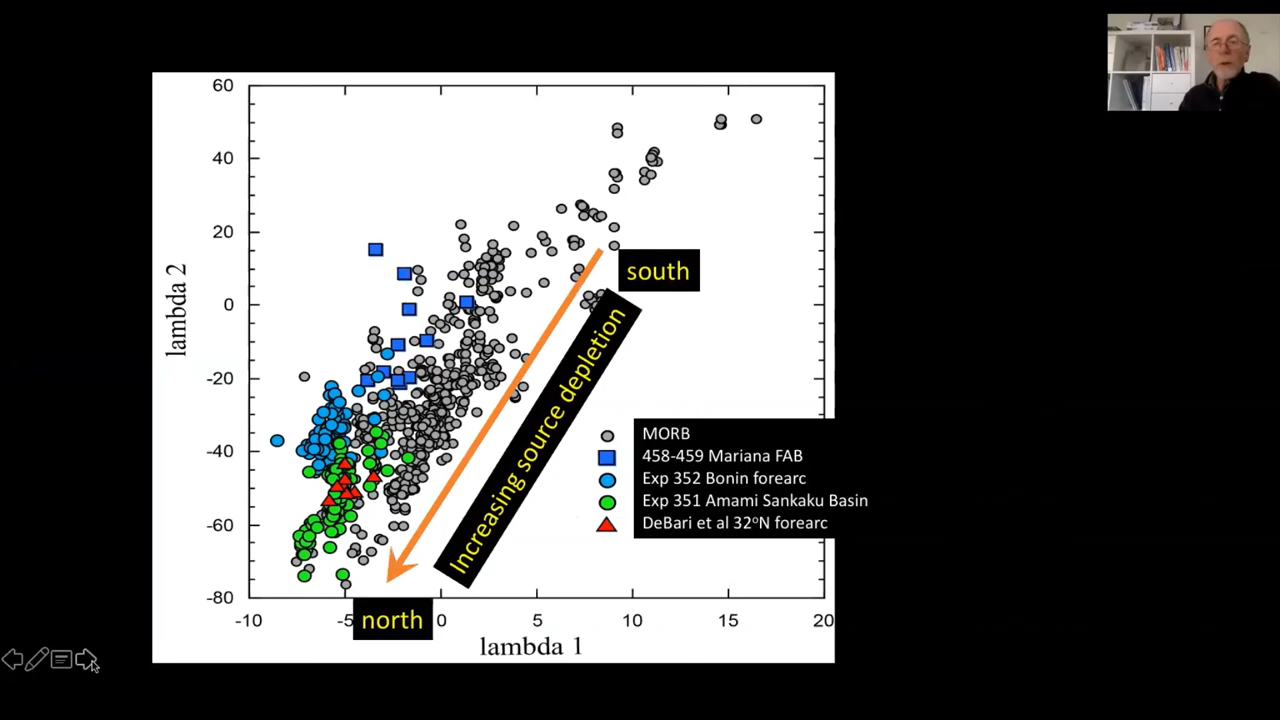 60
40
20
0
-20
-40
-60
-80
lambda 2
-10
-5
0
5
10
15
20
lambda 1
south
Increasing source depletion
north
MORB
458-459 Mariana FAB
Exp 352 Bonin forearc
Exp 351 Amami Sankaku Basin
DeBari et al 32ºN forearc